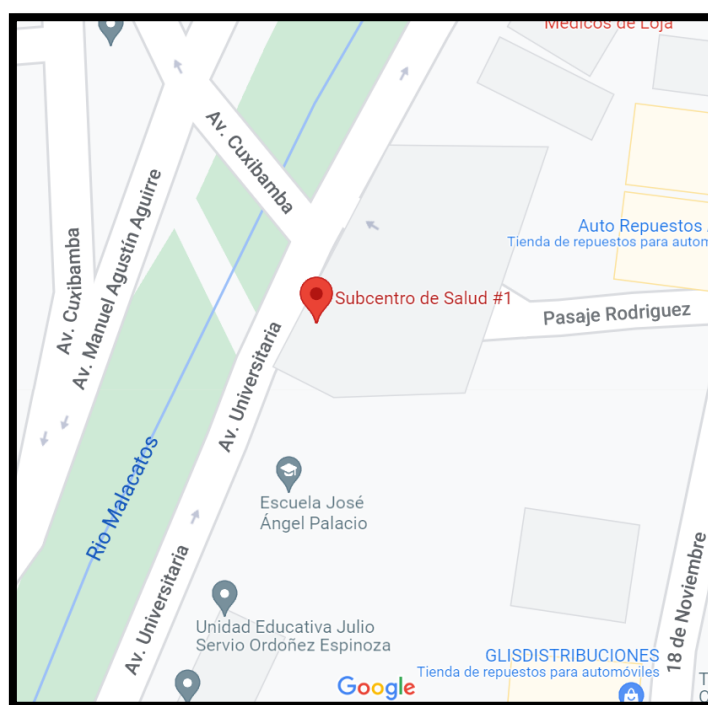 Médicos de Loja
Av. Cuxibamba
Av. Cuxibamba
Av. Manuel Agustín Aguirre
Auto Repuestos
Tienda de repuestos para autom
Subcentro de Salud #1
Pasaje Rodriguez
Av. Universitaria
Rio Malacatos
Escuela José
Ángel Palacio
Av. Universitaria
Unidad Educativa Julio
Servio Ordoñez Espinoza
18 de Noviembre
GLISDISTRIBUCIONES
Tienda de repuestos para automóviles
Google